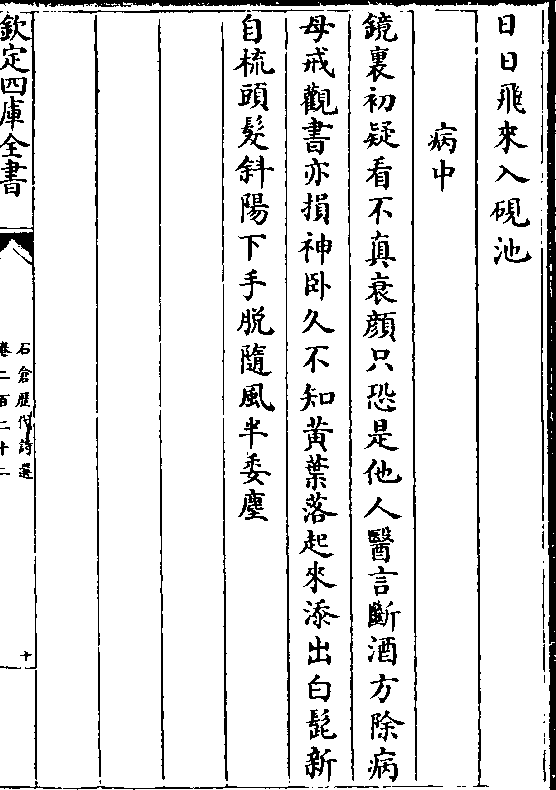 日日飛來入硯池
病中
鏡裏初疑看不真衰顔只恐是他人醫言斷酒方除病
母戒觀書亦損神卧久不知黃葉落起來添出白髭新
自梳頭髮斜陽下手脱隨風半委塵
欽定四庫全書
石倉歷代詩選
卷二百二十二
十